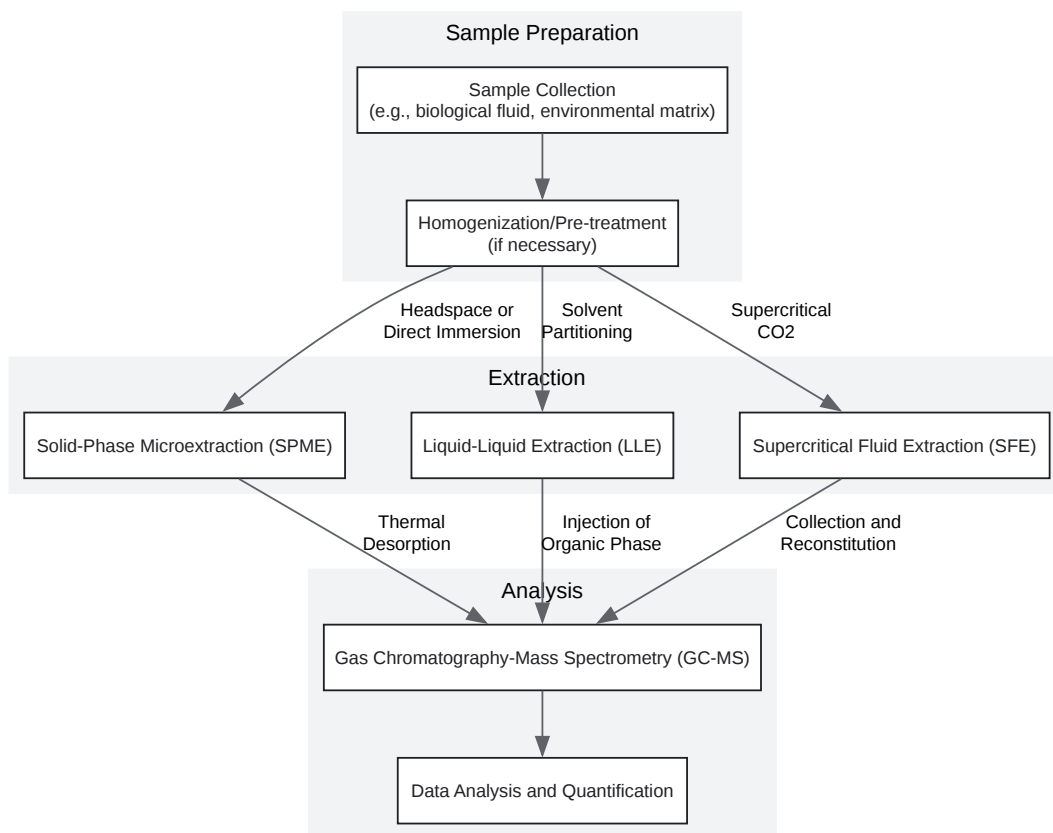 Sample Preparation
Sample Collection
(e.g., biological fluid, environmental matrix)
Homogenization/Pre-treatment
(if necessary)
Headspace or
Direct Immersion
Solvent
Partitioning
Supercritical
CO2
Extraction
Solid-Phase Microextraction (SPME)
Liquid-Liquid Extraction (LLE)
Supercritical Fluid Extraction (SFE)
Thermal
Desorption
Injection of
Organic Phase
Collection and
Reconstitution
Analysis
Gas Chromatography-Mass Spectrometry (GC-MS)
Data Analysis and Quantification